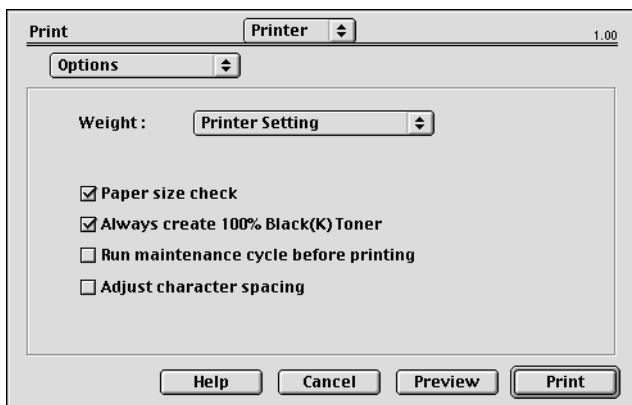 Print Printer 1.00
Options
Weight : Printer Setting
Paper size check
Always create 100% Black(K) Toner
Run maintenance cycle before printing
Adjust character spacing
Help Cancel Preview Print